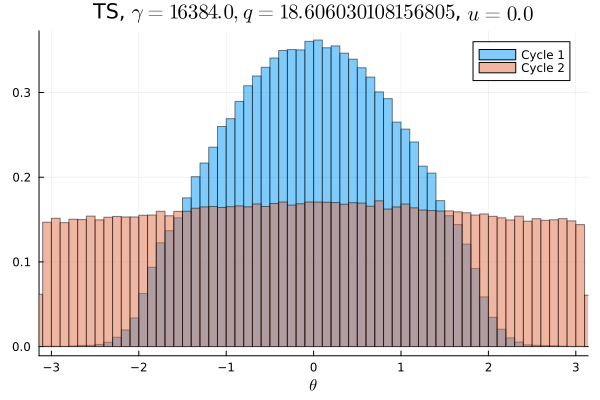 TS, γ = 16384.0, q = 18.606030108156805, u = 0.0
Cycle 1
Cycle 2
0.3
0.2
0.1
0.0
−3 −2 −1 0 1 2 3
θ